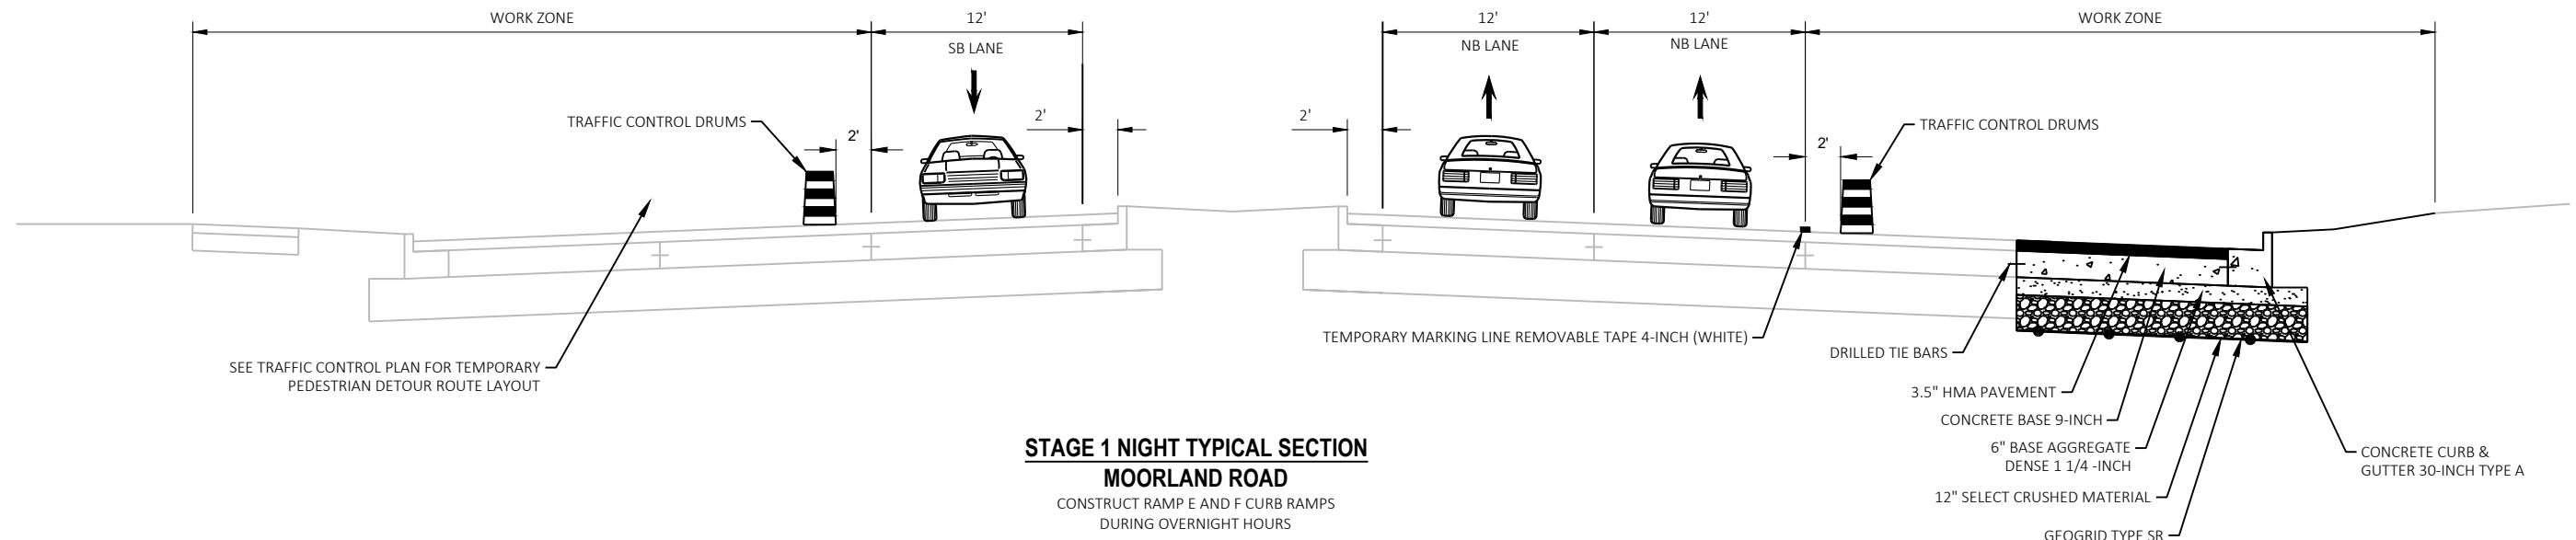 WORK ZONE
12'
SB LANE
12'
NB LANE
12'
NB LANE
WORK ZONE
TRAFFIC CONTROL DRUMS
2'
2'
2'
2'
TRAFFIC CONTROL DRUMS
SEE TRAFFIC CONTROL PLAN FOR TEMPORARY
PEDESTRIAN DETOUR ROUTE LAYOUT
TEMPORARY MARKING LINE REMOVABLE TAPE 4-INCH (WHITE)
DRILLED TIE BARS
3.5" HMA PAVEMENT
CONCRETE BASE 9-INCH
6" BASE AGGREGATE
DENSE 1 1/4 -INCH
12" SELECT CRUSHED MATERIAL
GEOGRID TYPE SR
CONCRETE CURB &
GUTTER 30-INCH TYPE A
STAGE 1 NIGHT TYPICAL SECTION
MOORLAND ROAD
CONSTRUCT RAMP E AND F CURB RAMPS
DURING OVERNIGHT HOURS